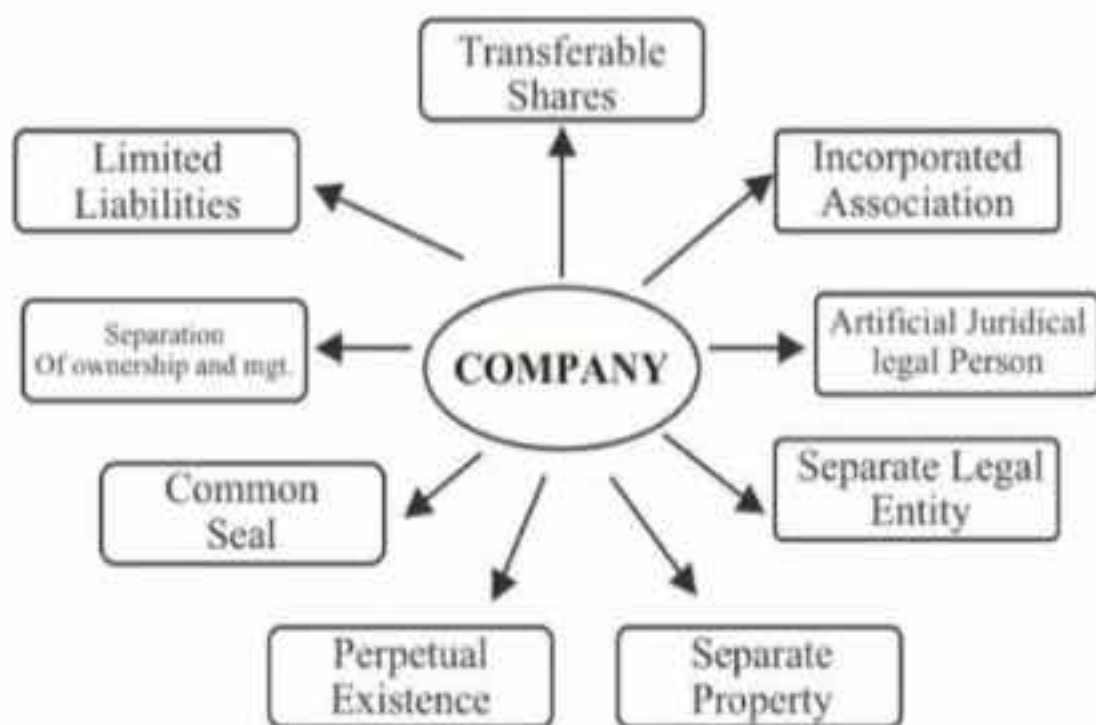 Transferable
Shares
Limited
Liabilities
Incorporated
Association
Separation
Of ownership and mgt.
COMPANY
Artificial Juridical
legal Person
Common
Seal
Separate Legal
Entity
Perpetual
Existence
Separate
Property